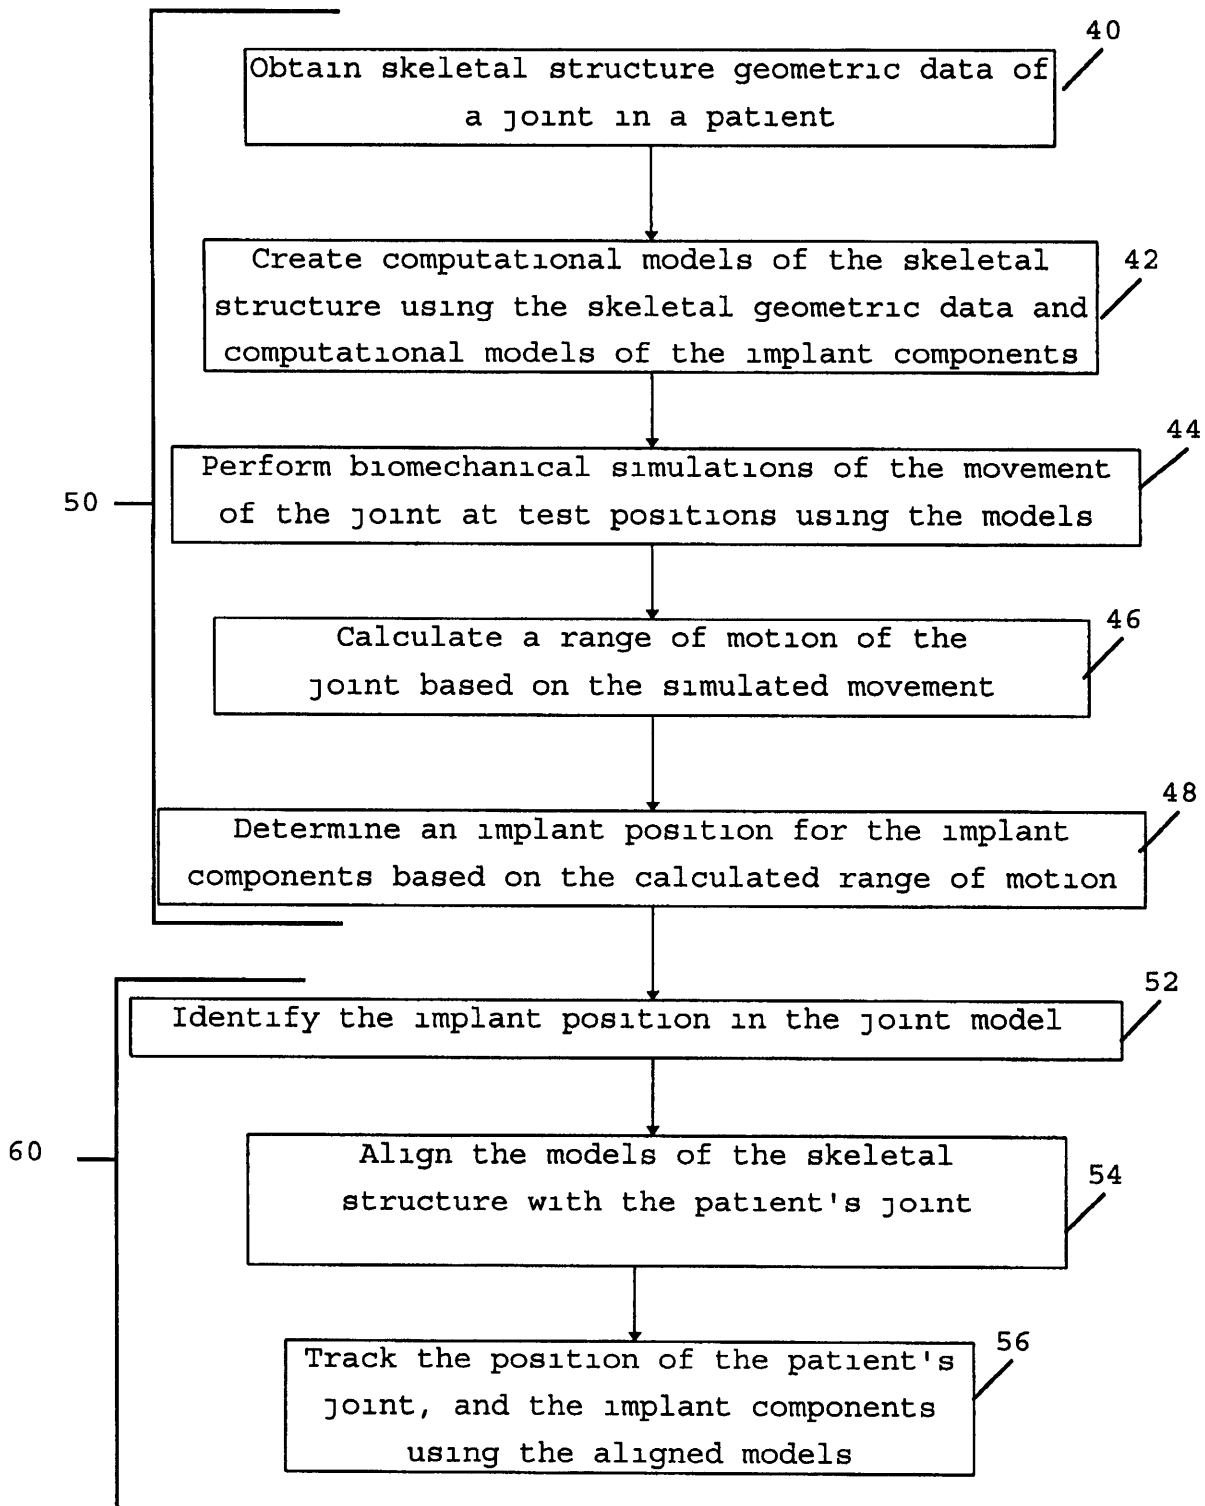 40
Obtain skeletal structure geometric data of
a joint in a patient
42
Create computational models of the skeletal
structure using the skeletal geometric data and
computational models of the implant components
44
Perform biomechanical simulations of the movement
of the joint at test positions using the models
50
46
Calculate a range of motion of the
joint based on the simulated movement
48
Determine an implant position for the implant
components based on the calculated range of motion
52
Identify the implant position in the joint model
60
54
Align the models of the skeletal
structure with the patient's joint
56
Track the position of the patient's
joint, and the implant components
using the aligned models